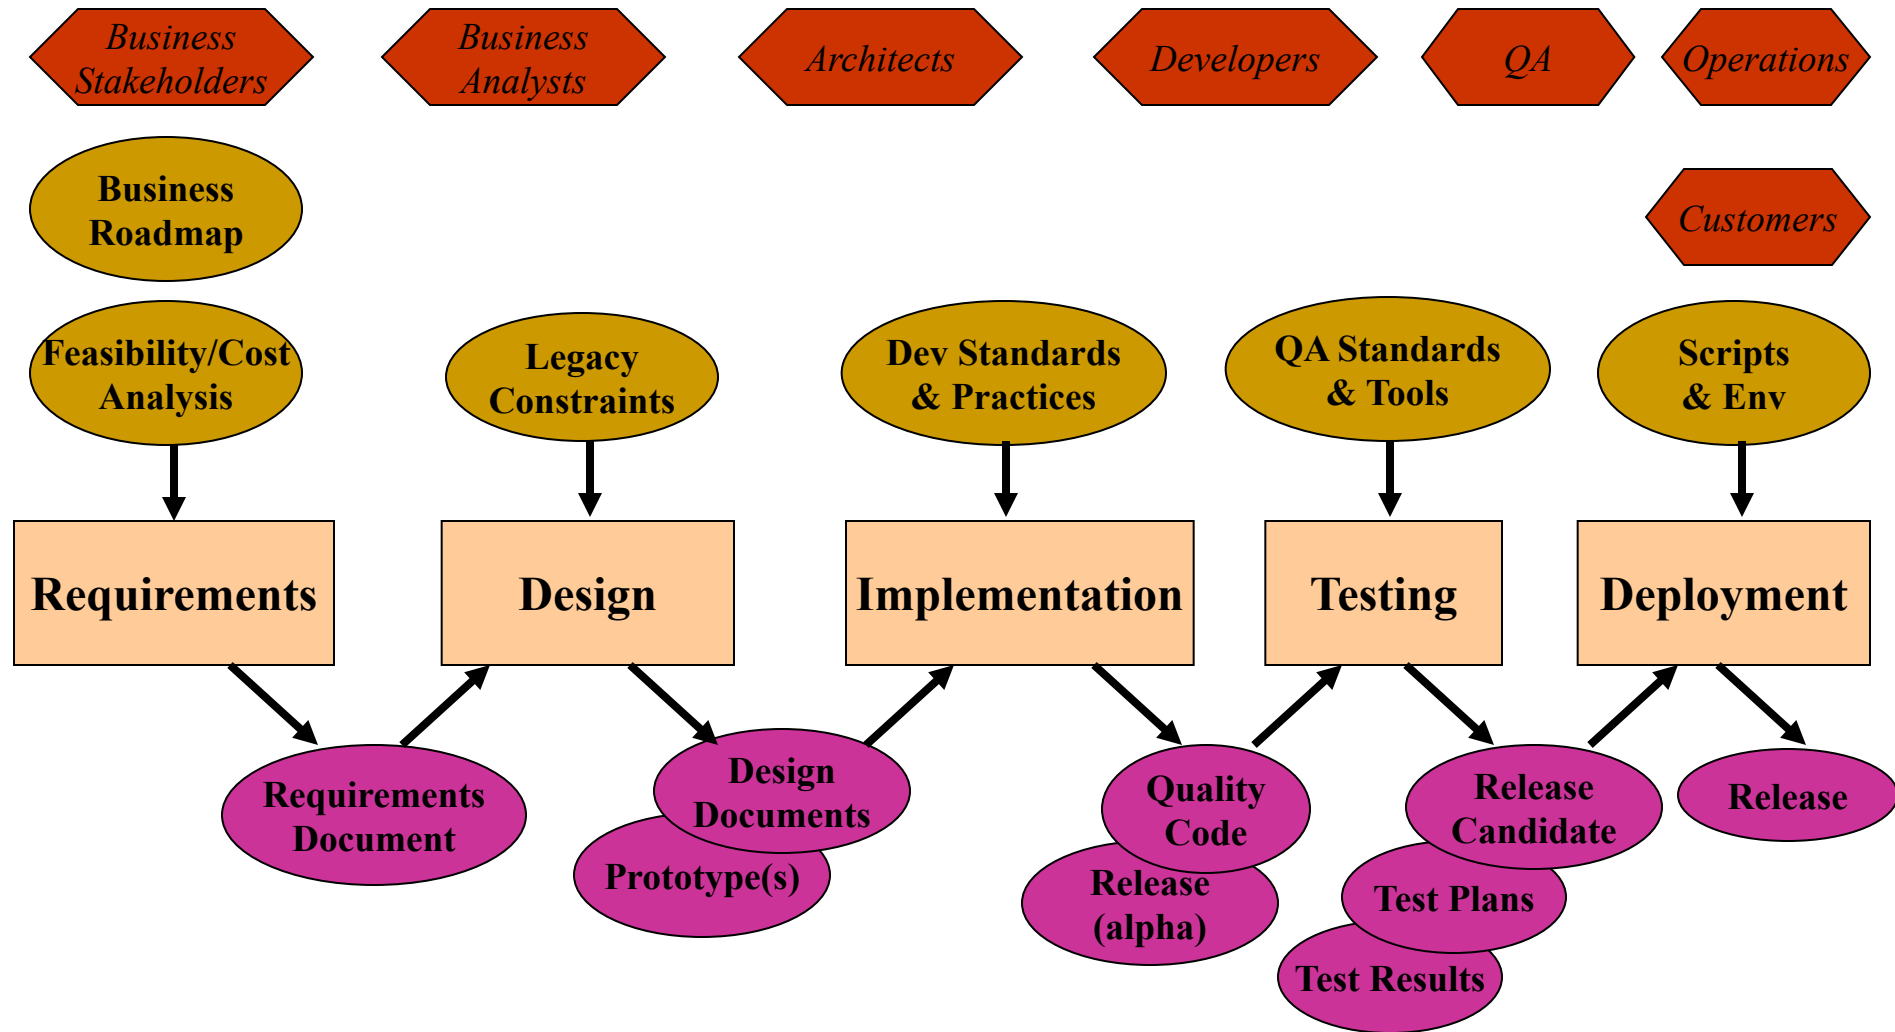 Business
Stakeholders
Business
Analysts
Architects
Developers
QA
Operations
Business
Roadmap
Customers
Feasibility/Cost
Analysis
Legacy
Constraints
Dev Standards
& Practices
QA Standards
& Tools
Scripts
& Env
Requirements
Design
Implementation
Testing
Deployment
Requirements
Document
Design
Documents
Prototype(s)
Quality
Code
Release
(alpha)
Release
Candidate
Test Plans
Test Results
Release